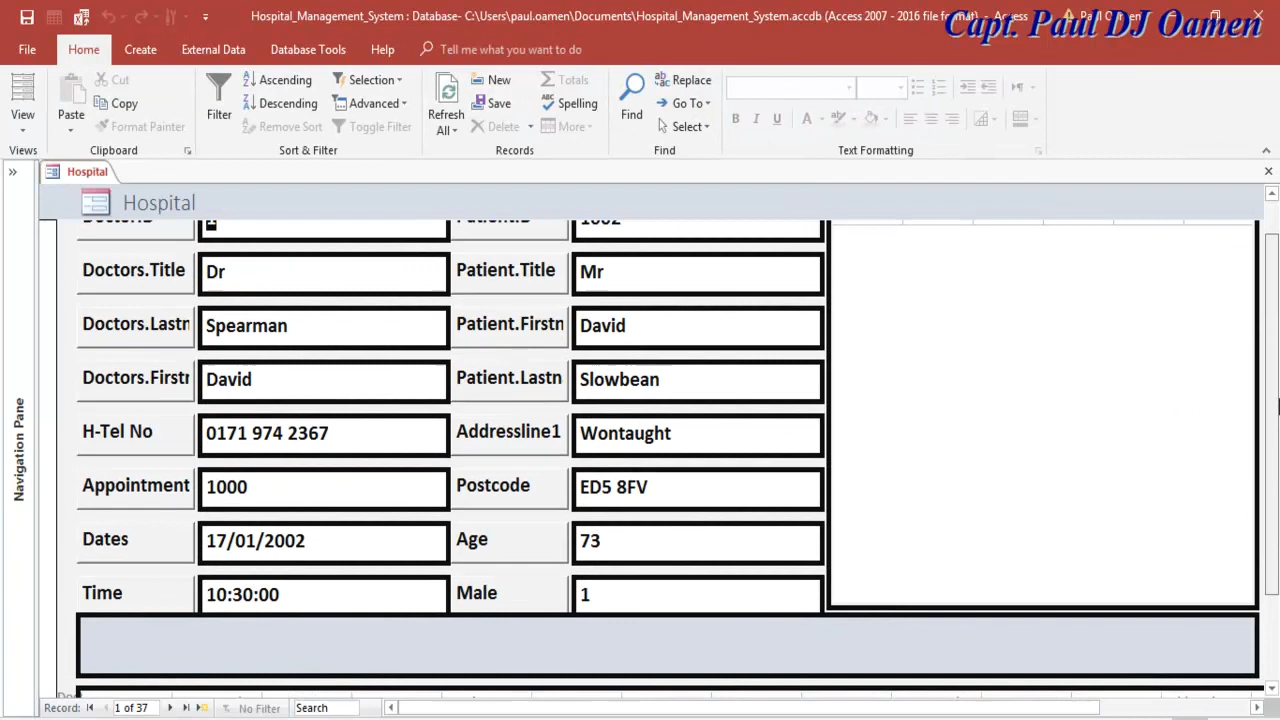 Hospital_Management_System : Database- C:\Users\paul.oamen\Documents\Hospital_Management_System.accdb (Access 2007 - 2016 file format) - Access
Capt. Paul DJ Oamen
File Home Create External Data Database Tools Help Tell me what you want to do
View
Views
Paste
Cut
Copy
Format Painter
Clipboard
Filter
Ascending
Descending
Remove Sort
Selection
Advanced
Toggle Filter
Sort & Filter
Refresh
All
New
Save
Delete
Totals
Spelling
More
Records
Find
Replace
Go To
Select
Find
Text Formatting
Hospital
Hospital
Navigation Pane
1002
Doctors.Title Dr Patient.Title Mr
Doctors.Lastn Spearman Patient.Firstn David
Doctors.Firstr David Patient.Lastn Slowbean
H-Tel No 0171 974 2367 Addressline1 Wontaught
Appointment 1000 Postcode ED5 8FV
Dates 17/01/2002 Age 73
Time 10:30:00 Male 1
Record: 1 of 37 No Filter Search